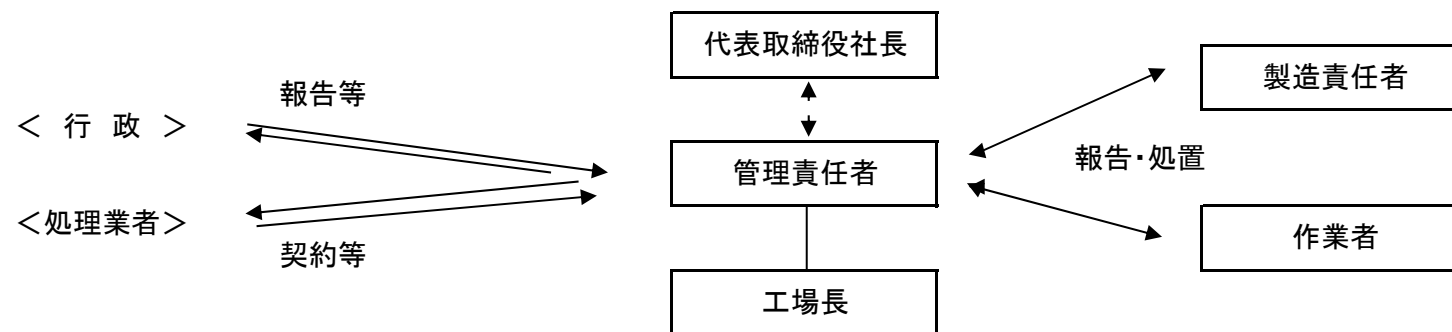 代表取締役社長
製造責任者
報告等
＜ 行 政 ＞
管理責任者
報告・処置
＜処理業者＞
作業者
契約等
工場長